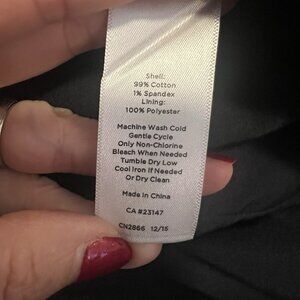 Shell:
99% Cotton
1% Spandex
Lining:
100% Polyester
Machine Wash Cold
Gentle Cycle
Only Non-Chlorine
Bleach When Needed
Tumble Dry Low
Cool Iron If Needed
Or Dry Clean
Made in China
CA #23147
CN2866 12/15